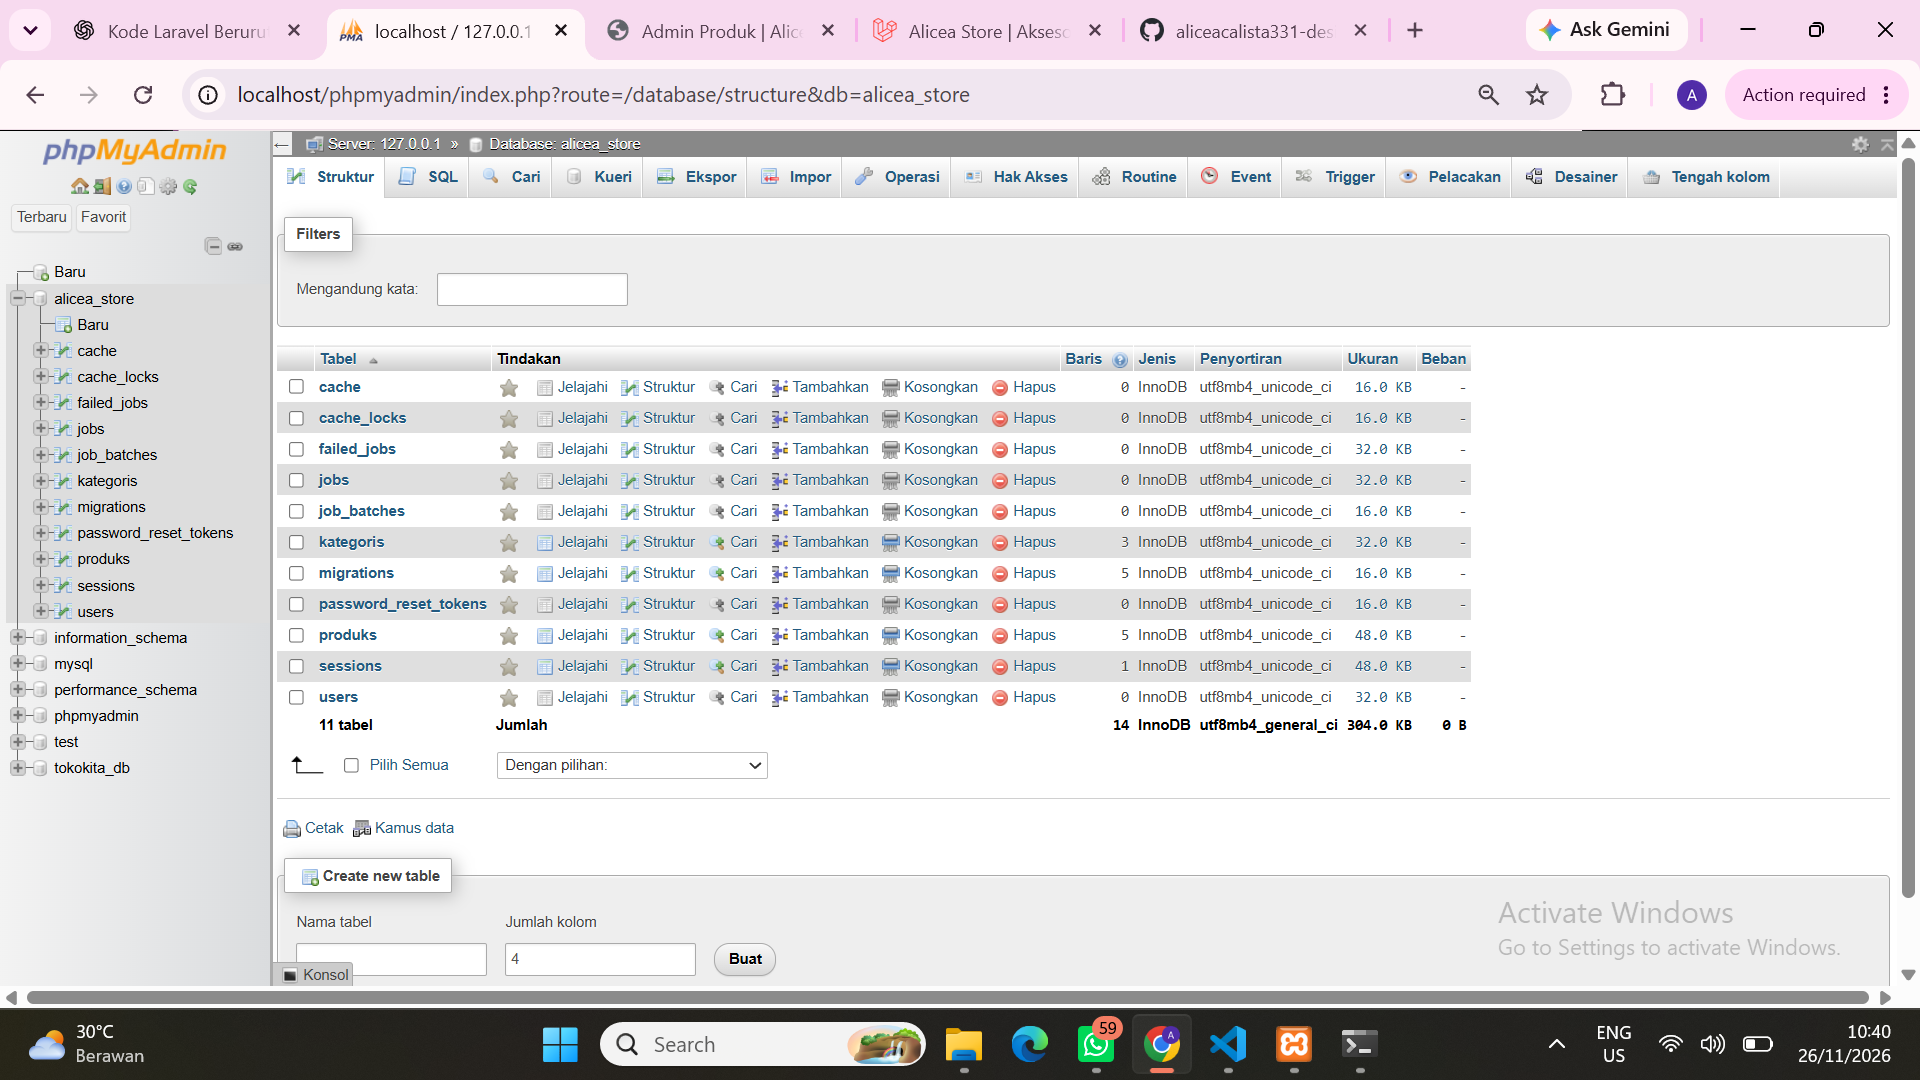 Kode Laravel Beruru
localhost / 127.0.0.1
Admin Produk | Alic
Alicea Store | Akseso
aliceacalista331-des
Ask Gemini
localhost/phpmyadmin/index.php?route=/database/structure&db=alicea_store
A
Action required
phpMyAdmin
Terbaru
Favorit
Baru
alicea_store
Baru
cache
cache_locks
failed_jobs
jobs
job_batches
kategoris
migrations
password_reset_tokens
produks
sessions
users
information_schema
mysql
performance_schema
phpmyadmin
test
tokokita_db
Server: 127.0.0.1 » Database: alicea_store
Struktur SQL Cari Kueri Ekspor Impor Operasi Hak Akses Routine Event Trigger Pelacakan Desainer Tengah kolom
Filters
Mengandung kata:
Tabel Tindakan Baris Jenis Penyortiran Ukuran Beban
cache Jelajahi Struktur Cari Tambahkan Kosongkan Hapus 0 InnoDB utf8mb4_unicode_ci 16.0 KB -
cache_locks Jelajahi Struktur Cari Tambahkan Kosongkan Hapus 0 InnoDB utf8mb4_unicode_ci 16.0 KB -
failed_jobs Jelajahi Struktur Cari Tambahkan Kosongkan Hapus 0 InnoDB utf8mb4_unicode_ci 32.0 KB -
jobs Jelajahi Struktur Cari Tambahkan Kosongkan Hapus 0 InnoDB utf8mb4_unicode_ci 32.0 KB -
job_batches Jelajahi Struktur Cari Tambahkan Kosongkan Hapus 0 InnoDB utf8mb4_unicode_ci 16.0 KB -
kategoris Jelajahi Struktur Cari Tambahkan Kosongkan Hapus 3 InnoDB utf8mb4_unicode_ci 32.0 KB -
migrations Jelajahi Struktur Cari Tambahkan Kosongkan Hapus 5 InnoDB utf8mb4_unicode_ci 16.0 KB -
password_reset_tokens Jelajahi Struktur Cari Tambahkan Kosongkan Hapus 0 InnoDB utf8mb4_unicode_ci 16.0 KB -
produks Jelajahi Struktur Cari Tambahkan Kosongkan Hapus 5 InnoDB utf8mb4_unicode_ci 48.0 KB -
sessions Jelajahi Struktur Cari Tambahkan Kosongkan Hapus 1 InnoDB utf8mb4_unicode_ci 48.0 KB -
users Jelajahi Struktur Cari Tambahkan Kosongkan Hapus 0 InnoDB utf8mb4_unicode_ci 32.0 KB -
11 tabel Jumlah 14 InnoDB utf8mb4_general_ci 304.0 KB 0 B
Pilih Semua
Dengan pilihan:
Cetak Kamus data
Create new table
Nama tabel Jumlah kolom
4
Buat
Konsol
Activate Windows
Go to Settings to activate Windows.
30°C
Berawan
Search
59
A
ENG
US
10:40
26/11/2026